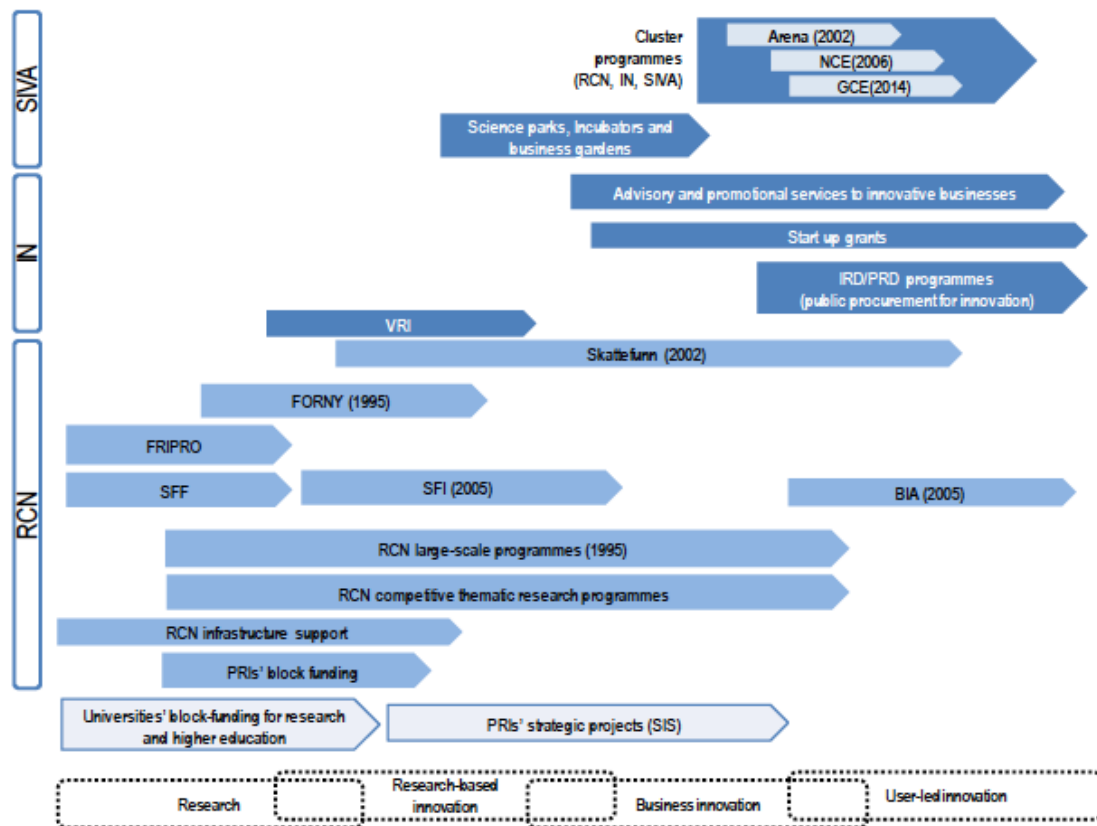 SIVA
Cluster
programmes
(RCN, IN, SIVA)
Arena (2002)
NCE(2006)
GCE(2014)
Science parks, Incubators and
business gardens
IN
Advisory and promotional services to innovative businesses
Start up grants
IRD/PRD programmes
(public procurement for innovation)
VRI
RCN
Skattefunn (2002)
FORNY (1995)
FRIPRO
SFF
SFI (2005)
BIA (2005)
RCN large-scale programmes (1995)
RCN competitive thematic research programmes
RCN infrastructure support
PRIs' block funding
Universities' block-funding for research
and higher education
PRIs' strategic projects (SIS)
Research
Research-based
innovation
Business innovation
User-led innovation